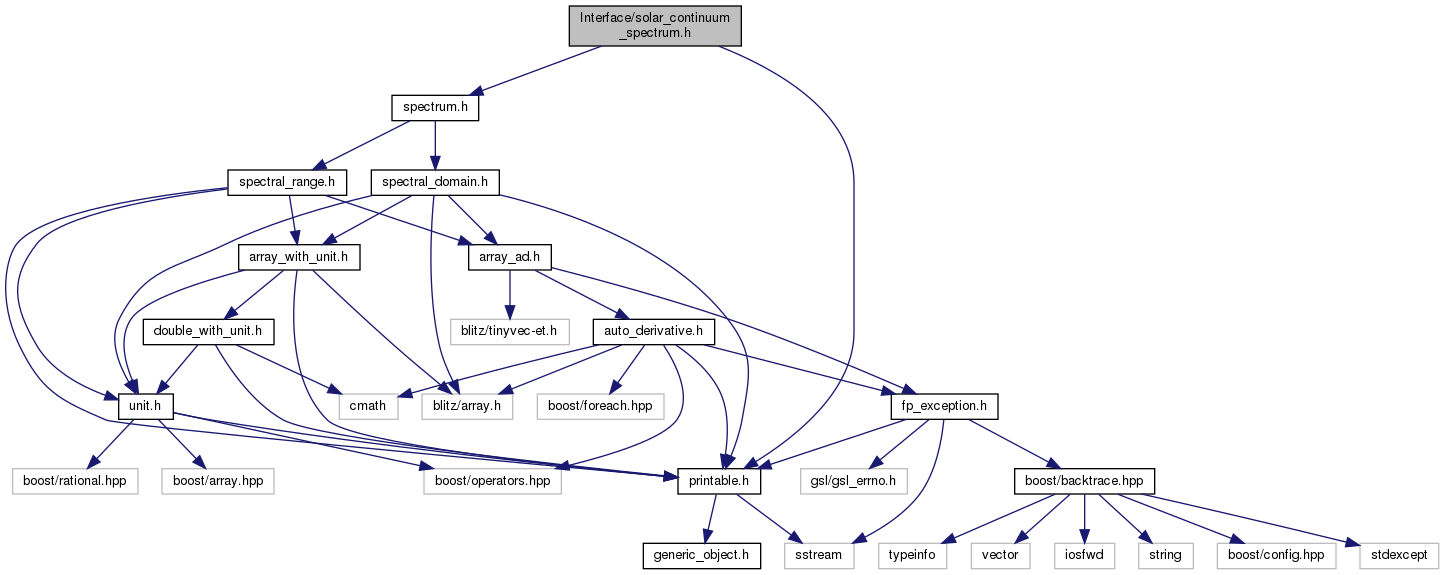 Interface/solar_continuum
_spectrum.h
spectrum.h
spectral_range.h
spectral_domain.h
array_with_unit.h
array_ad.h
double_with_unit.h
blitz/tinyvec-et.h
auto_derivative.h
unit.h
cmath
blitz/array.h
boost/foreach.hpp
fp_exception.h
boost/rational.hpp
boost/array.hpp
boost/operators.hpp
printable.h
gsl/gsl_errno.h
boost/backtrace.hpp
generic_object.h
sstream
typeinfo
vector
iosfwd
string
boost/config.hpp
stdexcept